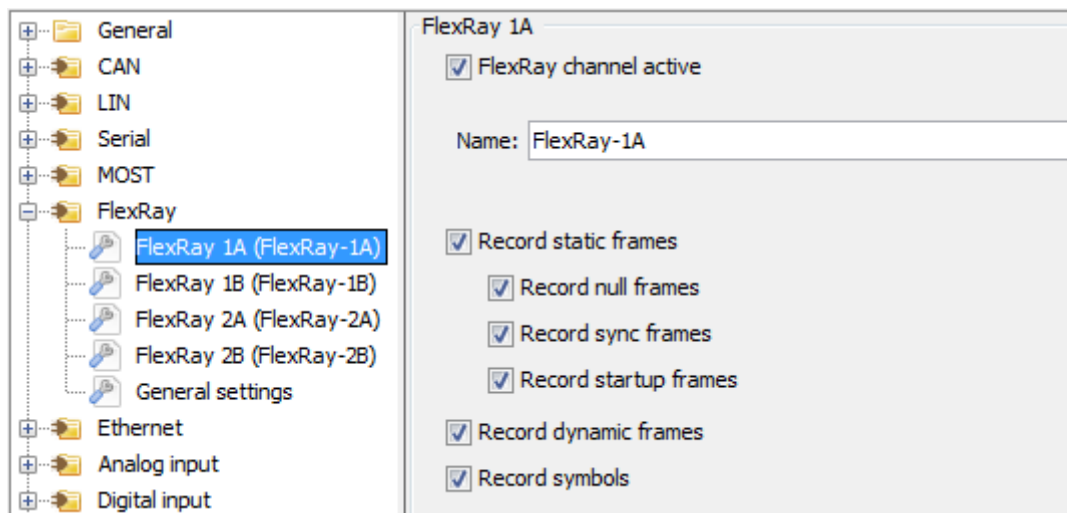 General
CAN
LIN
Serial
MOST
FlexRay
FlexRay 1A (FlexRay-1A)
FlexRay 1B (FlexRay-1B)
FlexRay 2A (FlexRay-2A)
FlexRay 2B (FlexRay-2B)
General settings
Ethernet
Analog input
Digital input
FlexRay 1A
FlexRay channel active
Name: FlexRay-1A
Record static frames
Record null frames
Record sync frames
Record startup frames
Record dynamic frames
Record symbols